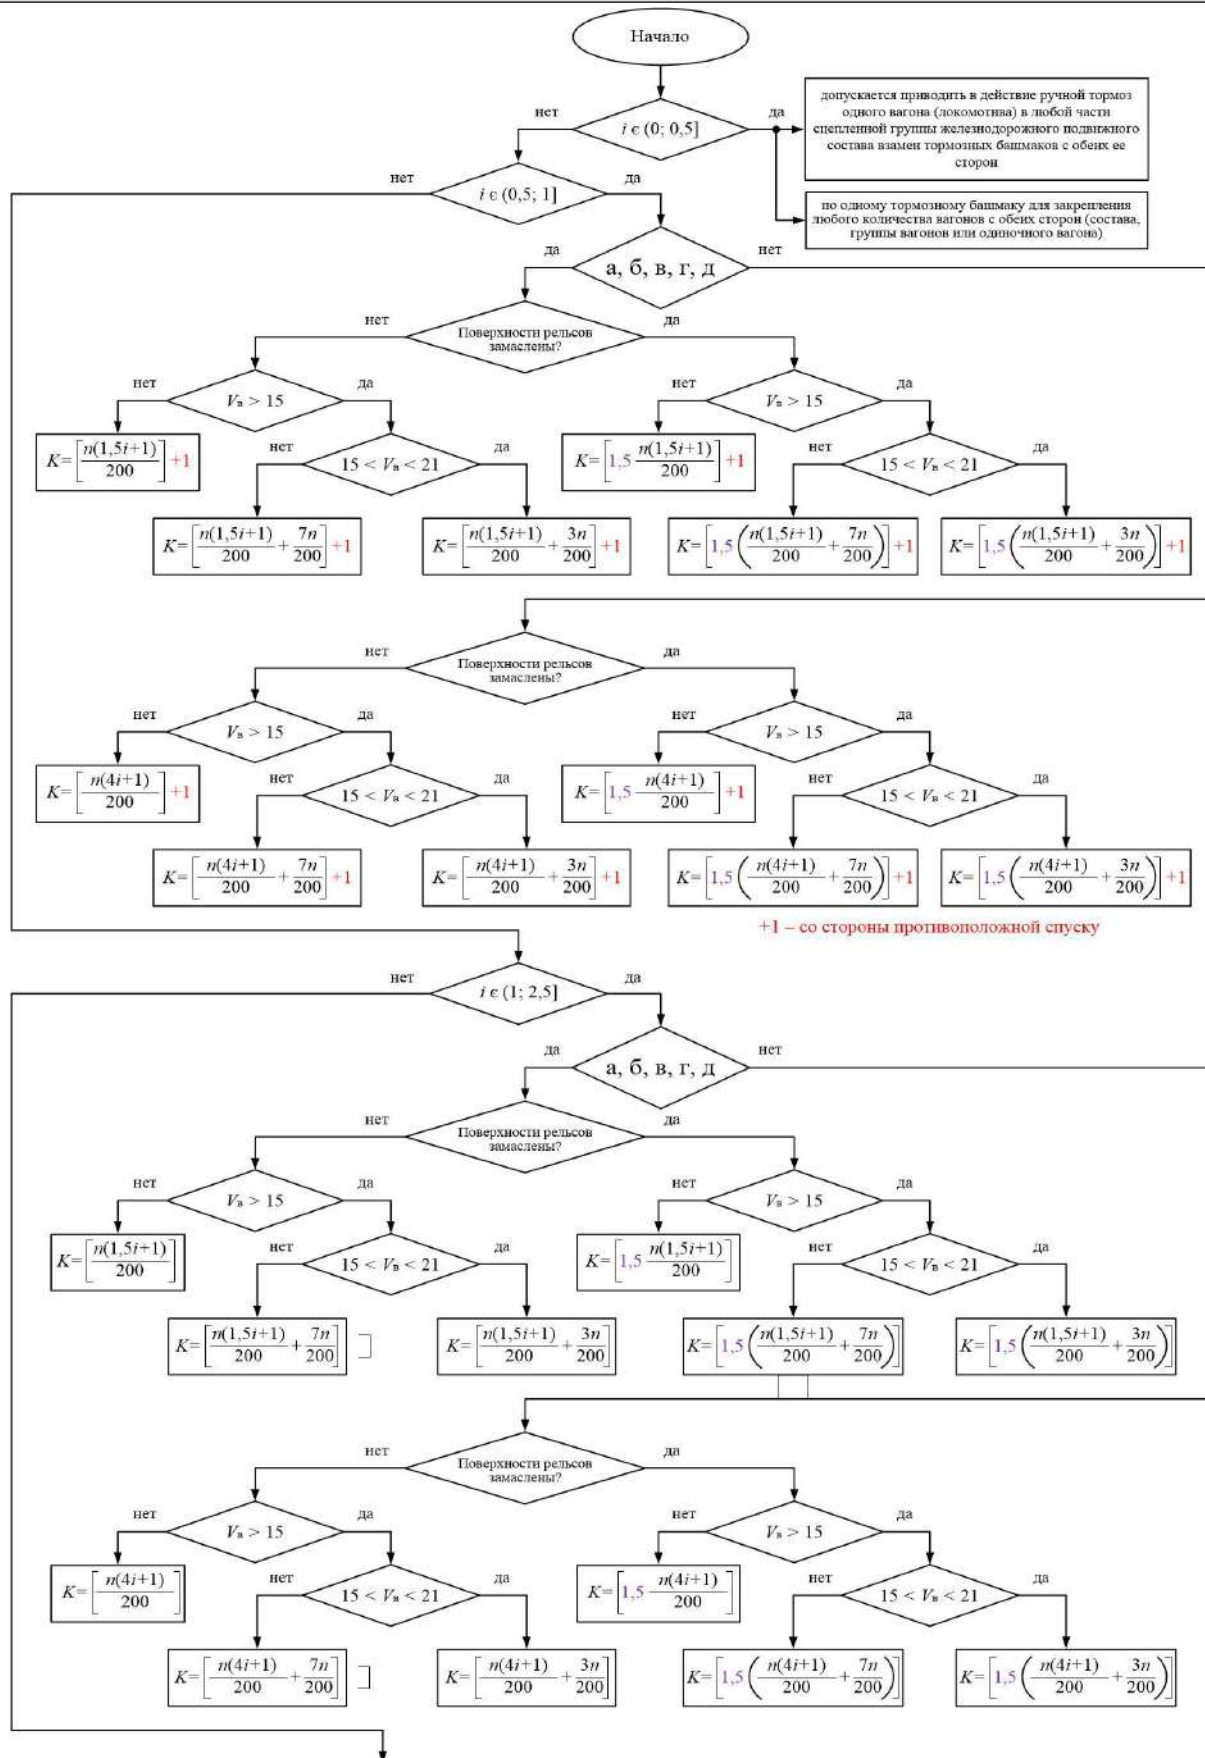 Начало
i ϵ (0; 0,5]
нет
да
допускается приводить в действие ручной тормоз
одного вагона (локомотива) в любой части
сцепленной группы железнодорожного подвижного
состава взамен тормозных башмаков с обеих ее
сторон
по одному тормозному башмаку для закрепления
любого количества вагонов с обеих сторон (состава,
группы вагонов или одиночного вагона)
нет
i ϵ (0,5; 1]
да
да
а, б, в, г, д
нет
нет
Поверхности рельсов
замаслены?
да
нет
Vв > 15
да
нет
Vв > 15
да
K=[n(1,5i+1)/200]+1
нет
15 < Vв < 21
да
K=[1,5 n(1,5i+1)/200]+1
нет
15 < Vв < 21
да
K=[n(1,5i+1)/200 + 7n/200]+1
K=[n(1,5i+1)/200 + 3n/200]+1
K=[1,5(n(1,5i+1)/200 + 7n/200)]+1
K=[1,5(n(1,5i+1)/200 + 3n/200)]+1
нет
Поверхности рельсов
замаслены?
да
нет
Vв > 15
да
нет
Vв > 15
да
K=[n(4i+1)/200]+1
нет
15 < Vв < 21
да
K=[1,5 n(4i+1)/200]+1
нет
15 < Vв < 21
да
K=[n(4i+1)/200 + 7n/200]+1
K=[n(4i+1)/200 + 3n/200]+1
K=[1,5(n(4i+1)/200 + 7n/200)]+1
K=[1,5(n(4i+1)/200 + 3n/200)]+1
+1 – со стороны противоположной спуску
нет
i ϵ (1; 2,5]
да
да
а, б, в, г, д
нет
нет
Поверхности рельсов
замаслены?
да
нет
Vв > 15
да
нет
Vв > 15
да
K=[n(1,5i+1)/200]
нет
15 < Vв < 21
да
K=[1,5 n(1,5i+1)/200]
нет
15 < Vв < 21
да
K=[n(1,5i+1)/200 + 7n/200]
]
K=[n(1,5i+1)/200 + 3n/200]
K=[1,5(n(1,5i+1)/200 + 7n/200)]
K=[1,5(n(1,5i+1)/200 + 3n/200)]
нет
Поверхности рельсов
замаслены?
да
нет
Vв > 15
да
нет
Vв > 15
да
K=[n(4i+1)/200]
нет
15 < Vв < 21
да
K=[1,5 n(4i+1)/200]
нет
15 < Vв < 21
да
K=[n(4i+1)/200 + 7n/200]
]
K=[n(4i+1)/200 + 3n/200]
K=[1,5(n(4i+1)/200 + 7n/200)]
K=[1,5(n(4i+1)/200 + 3n/200)]